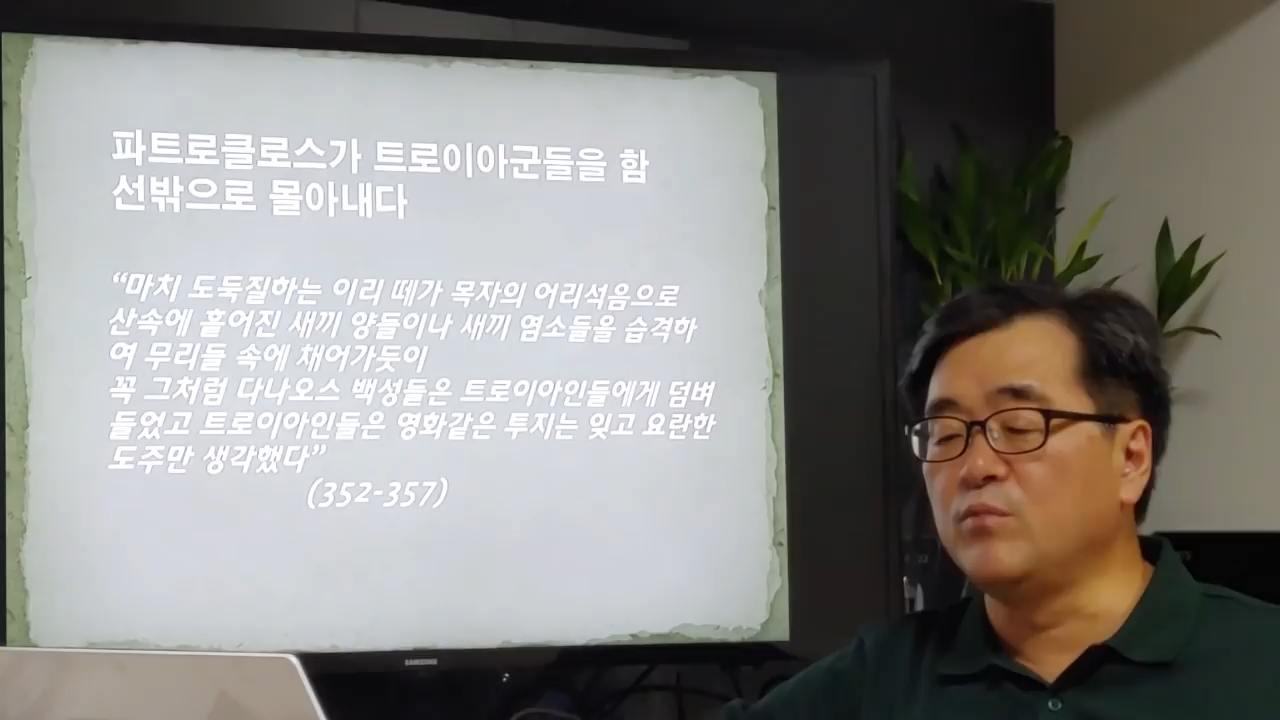 파트로클로스가 트로이아군들을 함
선밖으로 몰아내다
“마치 도둑질하는 이리 떼가 목자의 어리석음으로
산속에 흩어진 새끼 양들이나 새끼 염소들을 습격하
여 무리들 속에 채어가듯이
꼭 그처럼 다나오스 백성들은 트로이아인들에게 덤벼
들었고 트로이아인들은 영화같은 투지는 잊고 요란한
도주만 생각했다”
(352-357)
SAMSUNG